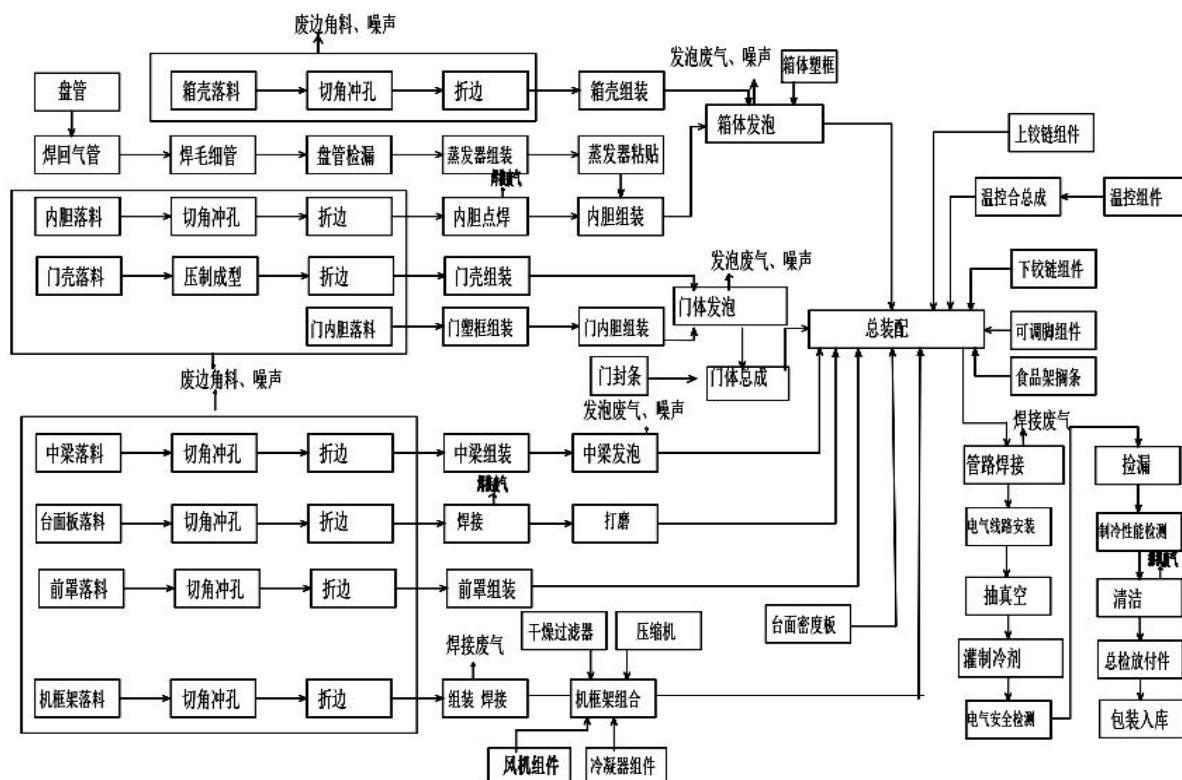 废边角料、噪声
箱壳落料
切角冲孔
折边
箱壳组装
发泡废气、噪声
箱体塑框
箱体发泡
盘管
焊回气管
焊毛细管
盘管检漏
蒸发器组装
蒸发器粘贴
内胆落料
切角冲孔
折边
内胆点焊
内胆组装
门壳落料
压制成型
折边
门壳组装
发泡废气、噪声
门体发泡
门内胆落料
门塑框组装
门内胆组装
门封条
门体总成
上铰链组件
温控合总成
温控组件
下铰链组件
总装配
可调脚组件
食品架搁条
废边角料、噪声
发泡废气、噪声
中梁落料
切角冲孔
折边
中梁组装
中梁发泡
台面板落料
切角冲孔
折边
焊接
打磨
前罩落料
切角冲孔
折边
前罩组装
台面密度板
焊接废气
干燥过滤器
压缩机
机框架落料
切角冲孔
折边
组装 焊接
机框架组合
风机组件
冷凝器组件
焊接废气
管路焊接
电气线路安装
抽真空
灌制冷剂
电气安全检测
捡漏
制冷性能检测
清洁
总检放付件
包装入库